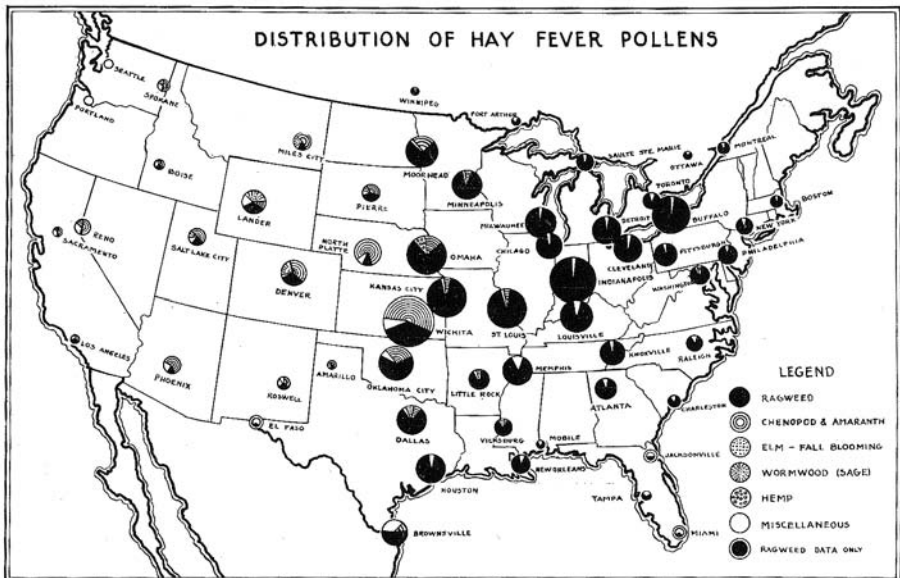 DISTRIBUTION OF HAY FEVER POLLENS
SEATTLE
SPOKANE
PORTLAND
WINNIPEG
PORT ARTHUR
MILES CITY
MOORHEAD
SAULTE STE. MARIE
OTTAWA
MONTREAL
BOISE
LANDER
PIERRE
MINNEAPOLIS
TORONTO
BOSTON
MILWAUKEE
DETROIT
BUFFALO
NEW YORK
RENO
SACRAMENTO
SALT LAKE CITY
NORTH
PLATTE
OMAHA
CHICAGO
CLEVELAND
PITTSBURGH
PHILADELPHIA
INDIANAPOLIS
WASHINGTON
DENVER
KANSAS CITY
WICHITA
ST LOUIS
LOUISVILLE
LOS ANGELES
PHOENIX
ROSWELL
AMARILLO
OKLAHOMA CITY
LITTLE ROCK
MEMPHIS
KNOXVILLE
RALEIGH
ATLANTA
CHARLESTON
EL PASO
DALLAS
VICKSBURG
MOBILE
JACKSONVILLE
HOUSTON
NEW ORLEANS
TAMPA
BROWNSVILLE
MIAMI
LEGEND
RAGWEED
CHENOPOD & AMARANTH
ELM - FALL BLOOMING
WORMWOOD (SAGE)
HEMP
MISCELLANEOUS
RAGWEED DATA ONLY